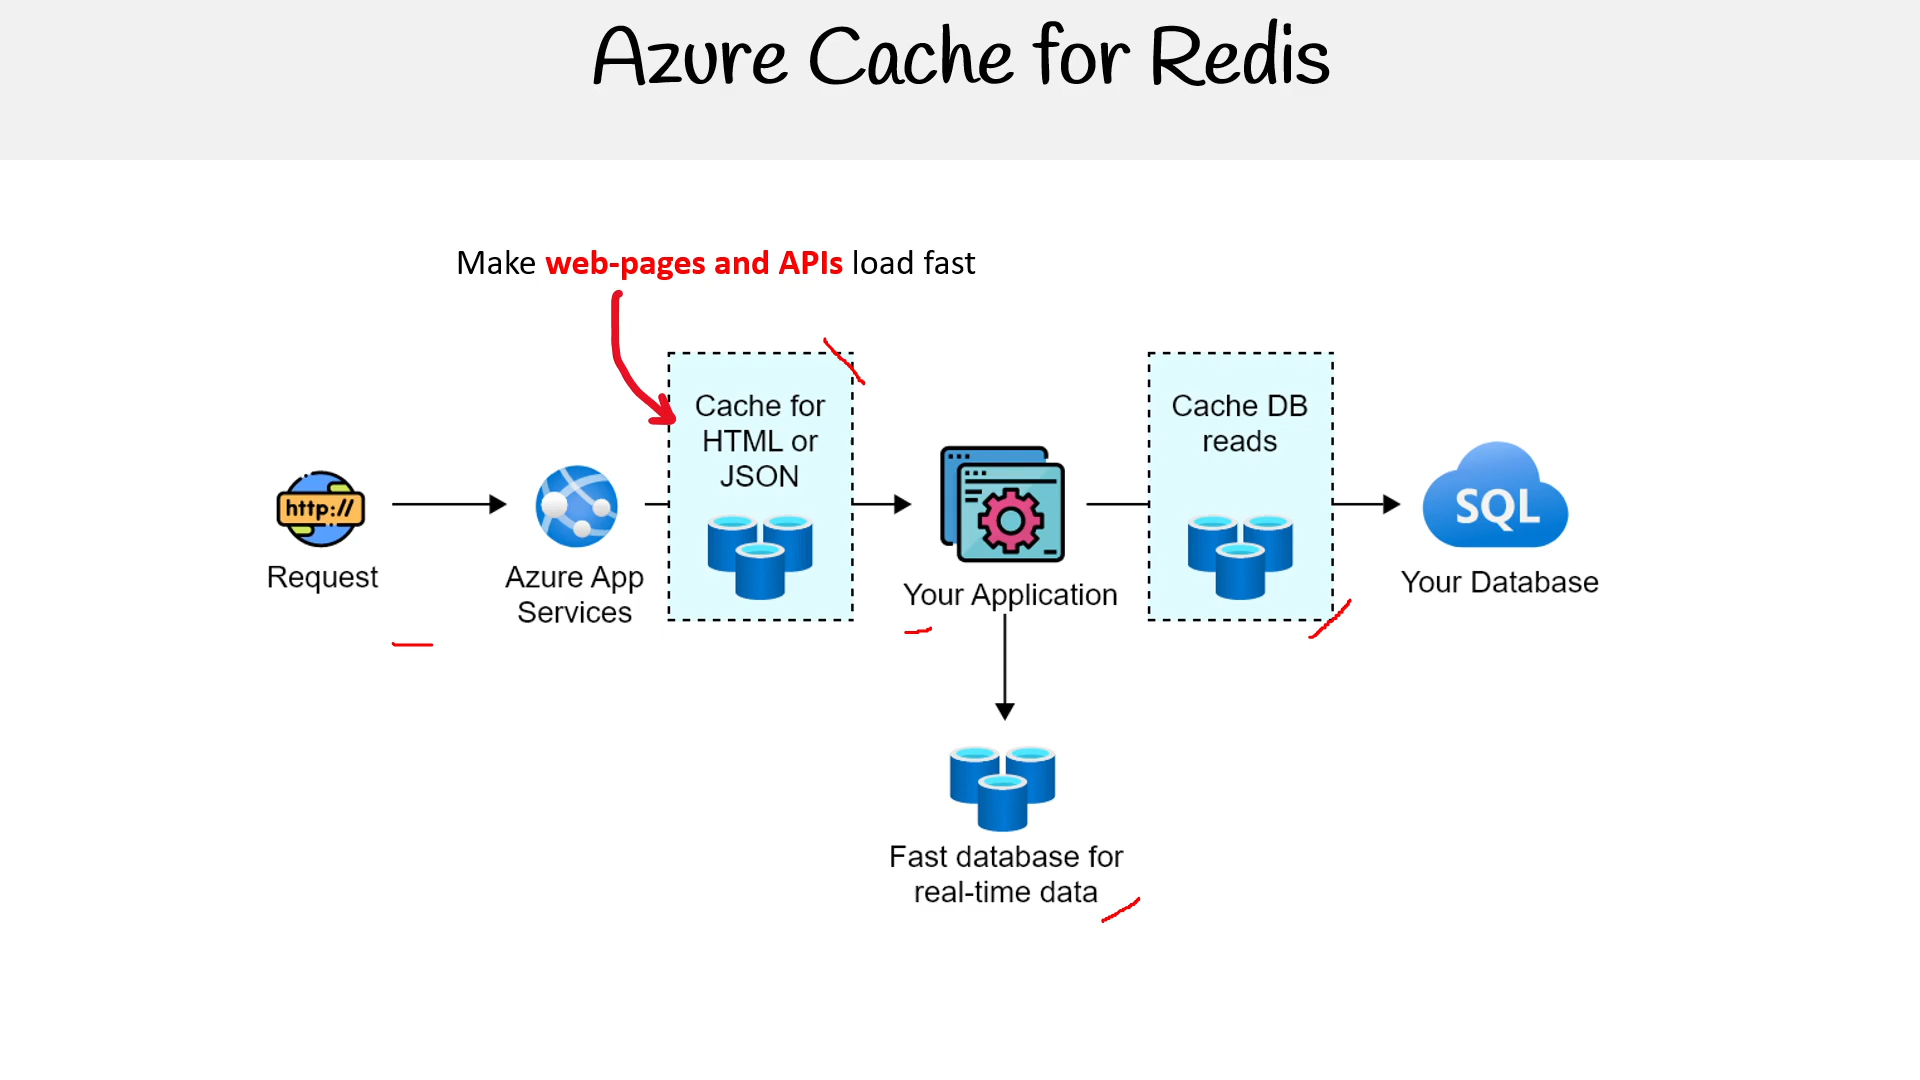 Azure Cache for Redis
Make web-pages and APIs load fast
Cache for
HTML or
JSON
Cache DB
reads
http://
SQL
Request
Azure App
Services
Your Application
Your Database
Fast database for
real-time data